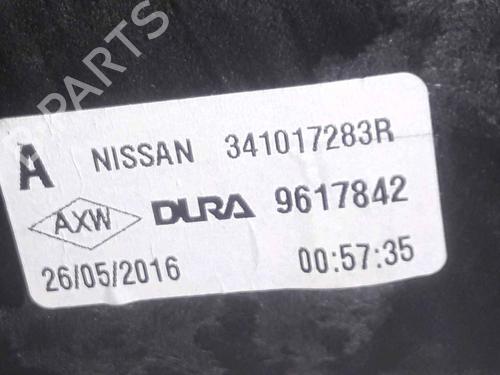 PARTS
A NISSAN 341017283R
AXW DURA 9617842
26/05/2016 00:57:35